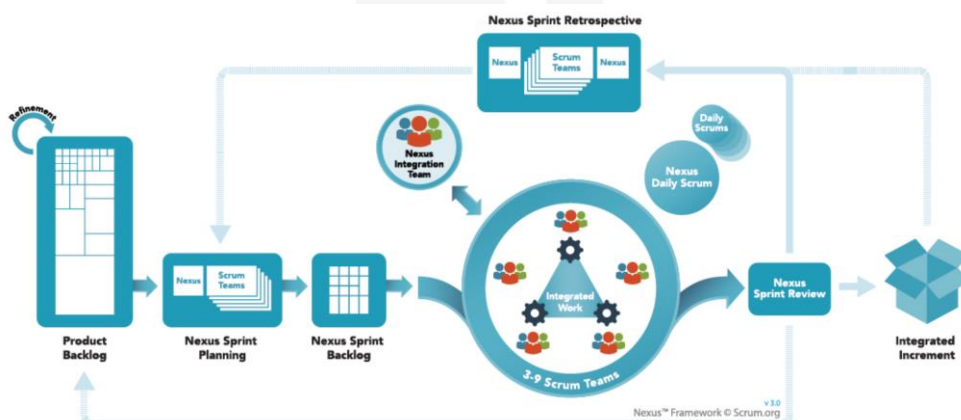 Nexus Sprint Retrospective
Nexus
Scrum
Teams
Nexus
Refinement
Nexus
Integration
Team
Daily
Scrums
Nexus
Daily Scrum
Nexus
Scrum
Teams
Integrated
Work
Nexus
Sprint Review
Product
Backlog
Nexus Sprint
Planning
Nexus Sprint
Backlog
3-9 Scrum Teams
Integrated
Increment
v 3.0
Nexus™ Framework © Scrum.org